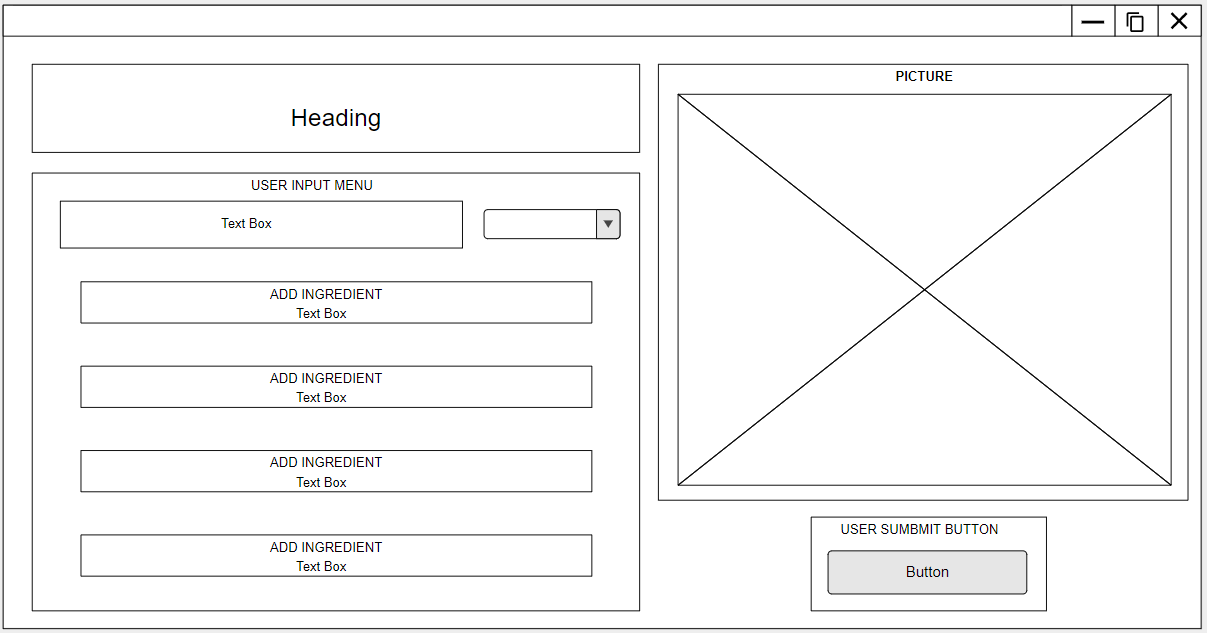 Heading
USER INPUT MENU
Text Box
ADD INGREDIENT
Text Box
ADD INGREDIENT
Text Box
ADD INGREDIENT
Text Box
ADD INGREDIENT
Text Box
PICTURE
USER SUMBMIT BUTTON
Button